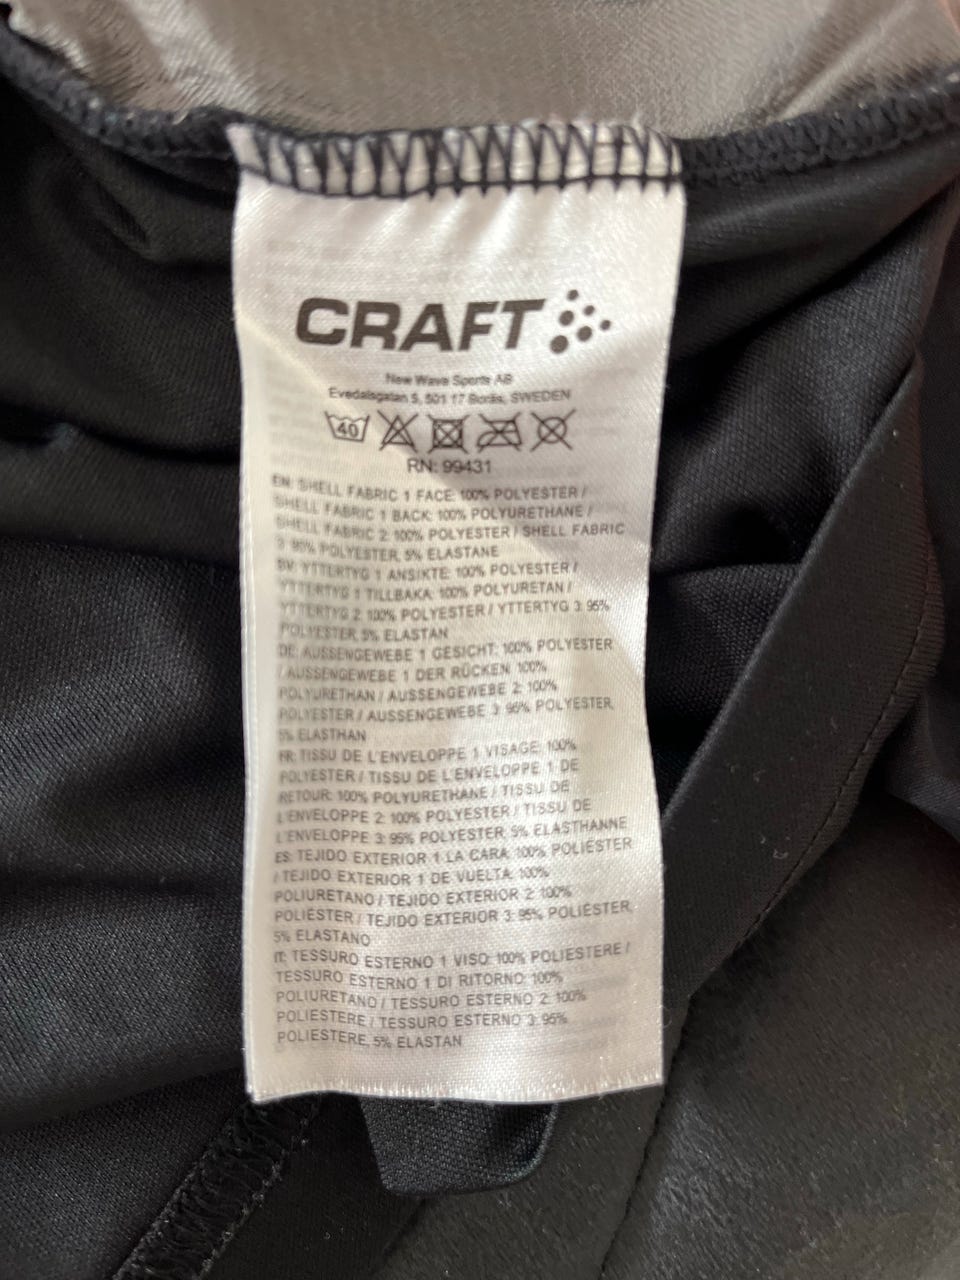 CRAFT
New Wave Sports AB
Evedalsgatan 5, 501 17 Borås, SWEDEN
40
RN: 99431
EN: SHELL FABRIC 1 FACE: 100% POLYESTER /
SHELL FABRIC 1 BACK: 100% POLYURETHANE /
SHELL FABRIC 2: 100% POLYESTER / SHELL FABRIC
3: 95% POLYESTER, 5% ELASTANE
SV: YTTERTYG 1 ANSIKTE: 100% POLYESTER /
YTTERTYG 1 TILLBAKA: 100% POLYURETAN /
YTTERTYG 2: 100% POLYESTER / YTTERTYG 3: 95%
POLYESTER, 5% ELASTAN
DE: AUSSENGEWEBE 1 GESICHT: 100% POLYESTER
/ AUSSENGEWEBE 1 DER RÜCKEN: 100%
POLYURETHAN / AUSSENGEWEBE 2: 100%
POLYESTER / AUSSENGEWEBE 3: 95% POLYESTER,
5% ELASTHAN
FR: TISSU DE L'ENVELOPPE 1 VISAGE: 100%
POLYESTER / TISSU DE L'ENVELOPPE 1 DE
RETOUR: 100% POLYURETHANE / TISSU DE
L'ENVELOPPE 2: 100% POLYESTER / TISSU DE
L'ENVELOPPE 3: 95% POLYESTER, 5% ELASTHANNE
ES: TEJIDO EXTERIOR 1 LA CARA: 100% POLIÉSTER
/ TEJIDO EXTERIOR 1 DE VUELTA: 100%
POLIURETANO / TEJIDO EXTERIOR 2: 100%
POLIÉSTER / TEJIDO EXTERIOR 3: 95% POLIÉSTER,
5% ELASTANO
IT: TESSURO ESTERNO 1 VISO: 100% POLIESTERE /
TESSURO ESTERNO 1 DI RITORNO: 100%
POLIURETANO / TESSURO ESTERNO 2: 100%
POLIESTERE / TESSURO ESTERNO 3: 95%
POLIESTERE, 5% ELASTAN